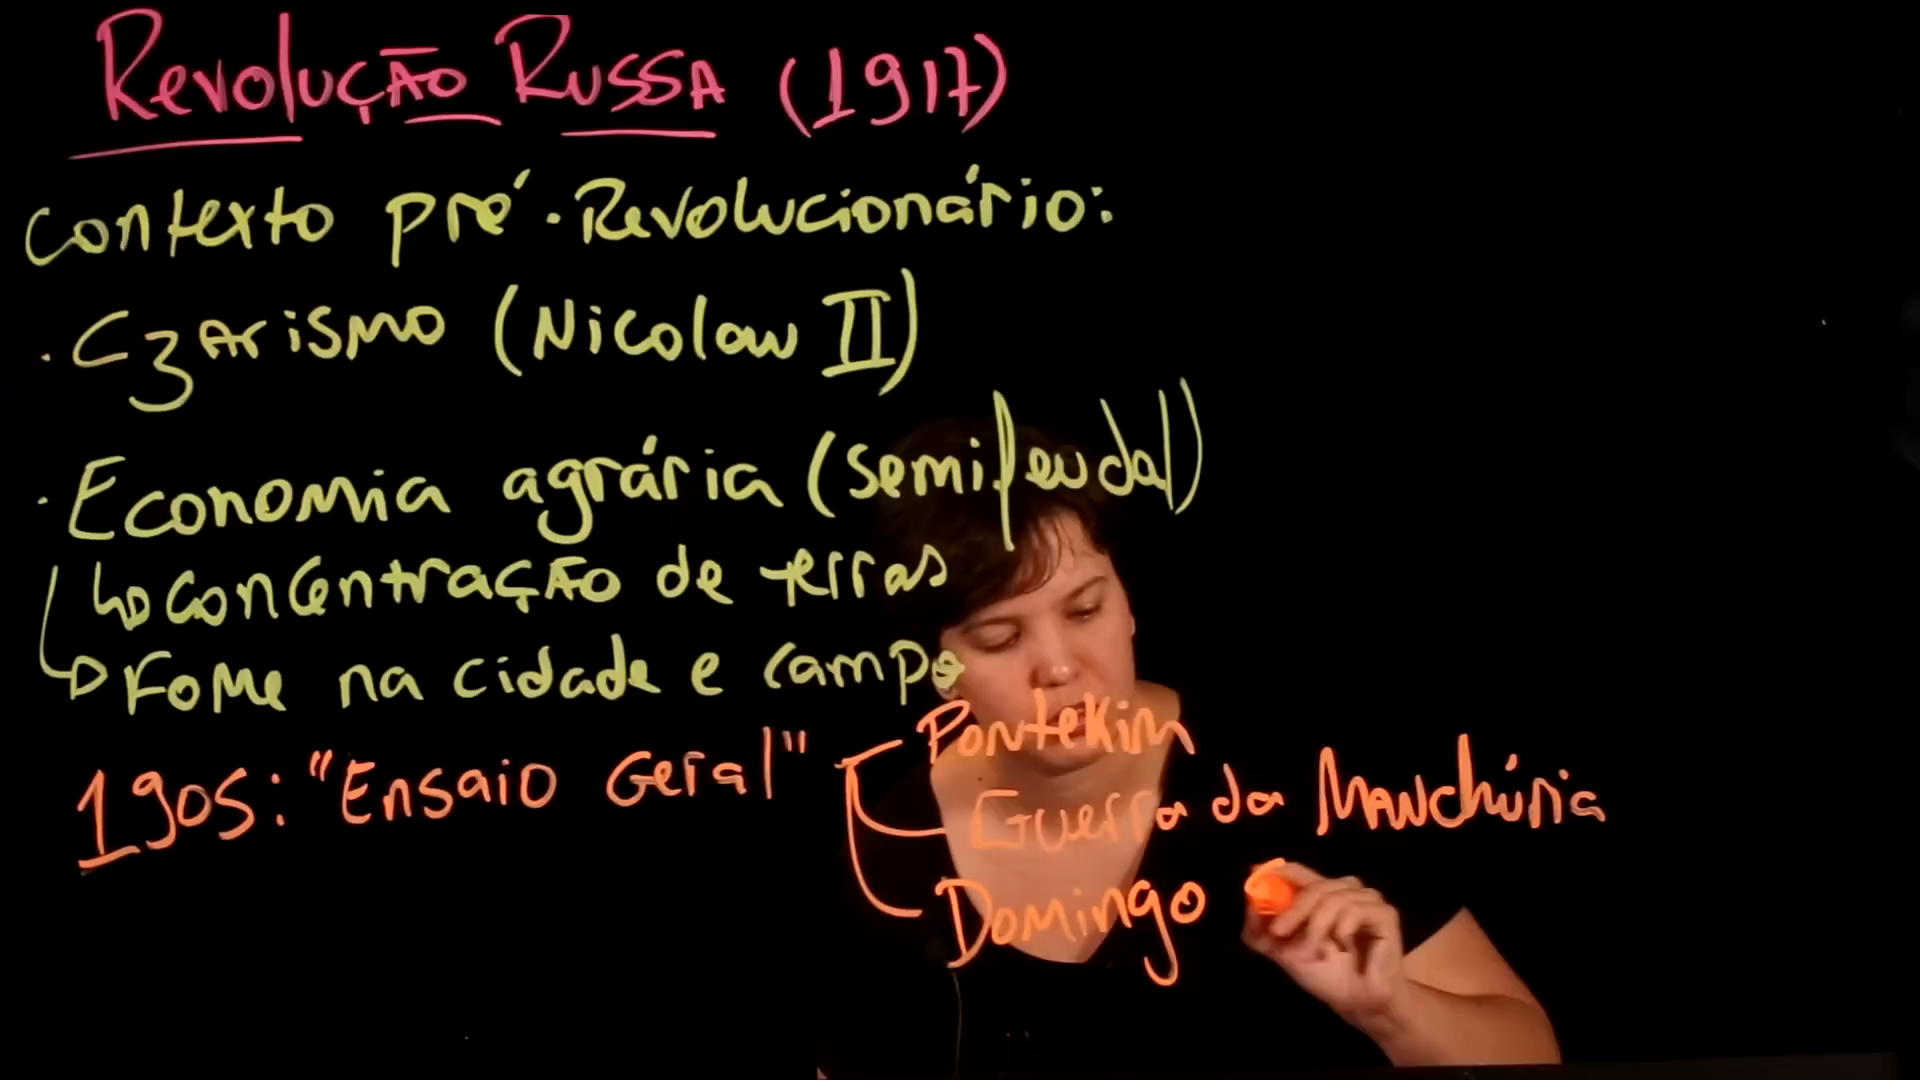 Revolução Russa (1917)
Contexto pré-Revolucionário:
· Czarismo (Nicolau II)
· Economia agrária (semifeudal)
↳ Concentração de terras
↳ Fome na cidade e campo
1905: "Ensaio Geral"
Pontekim
Guerra da Manchúria
Domingo